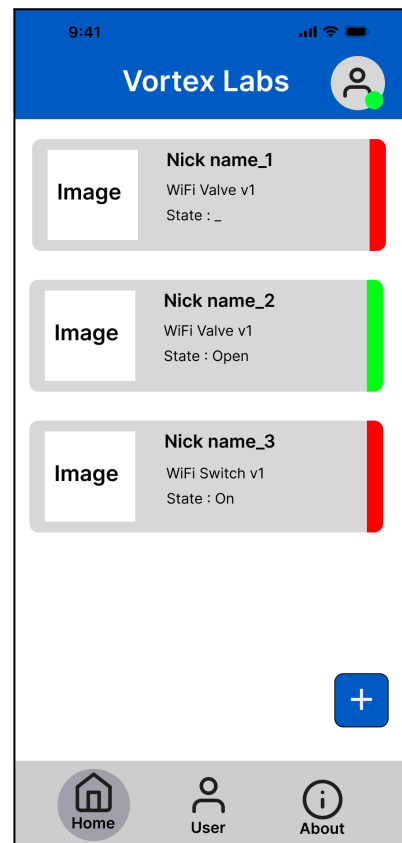 9:41
Vortex Labs
Image
Nick name_1
WiFi Valve v1
State : _
Image
Nick name_2
WiFi Valve v1
State : Open
Image
Nick name_3
WiFi Switch v1
State : On
+
Home
User
About